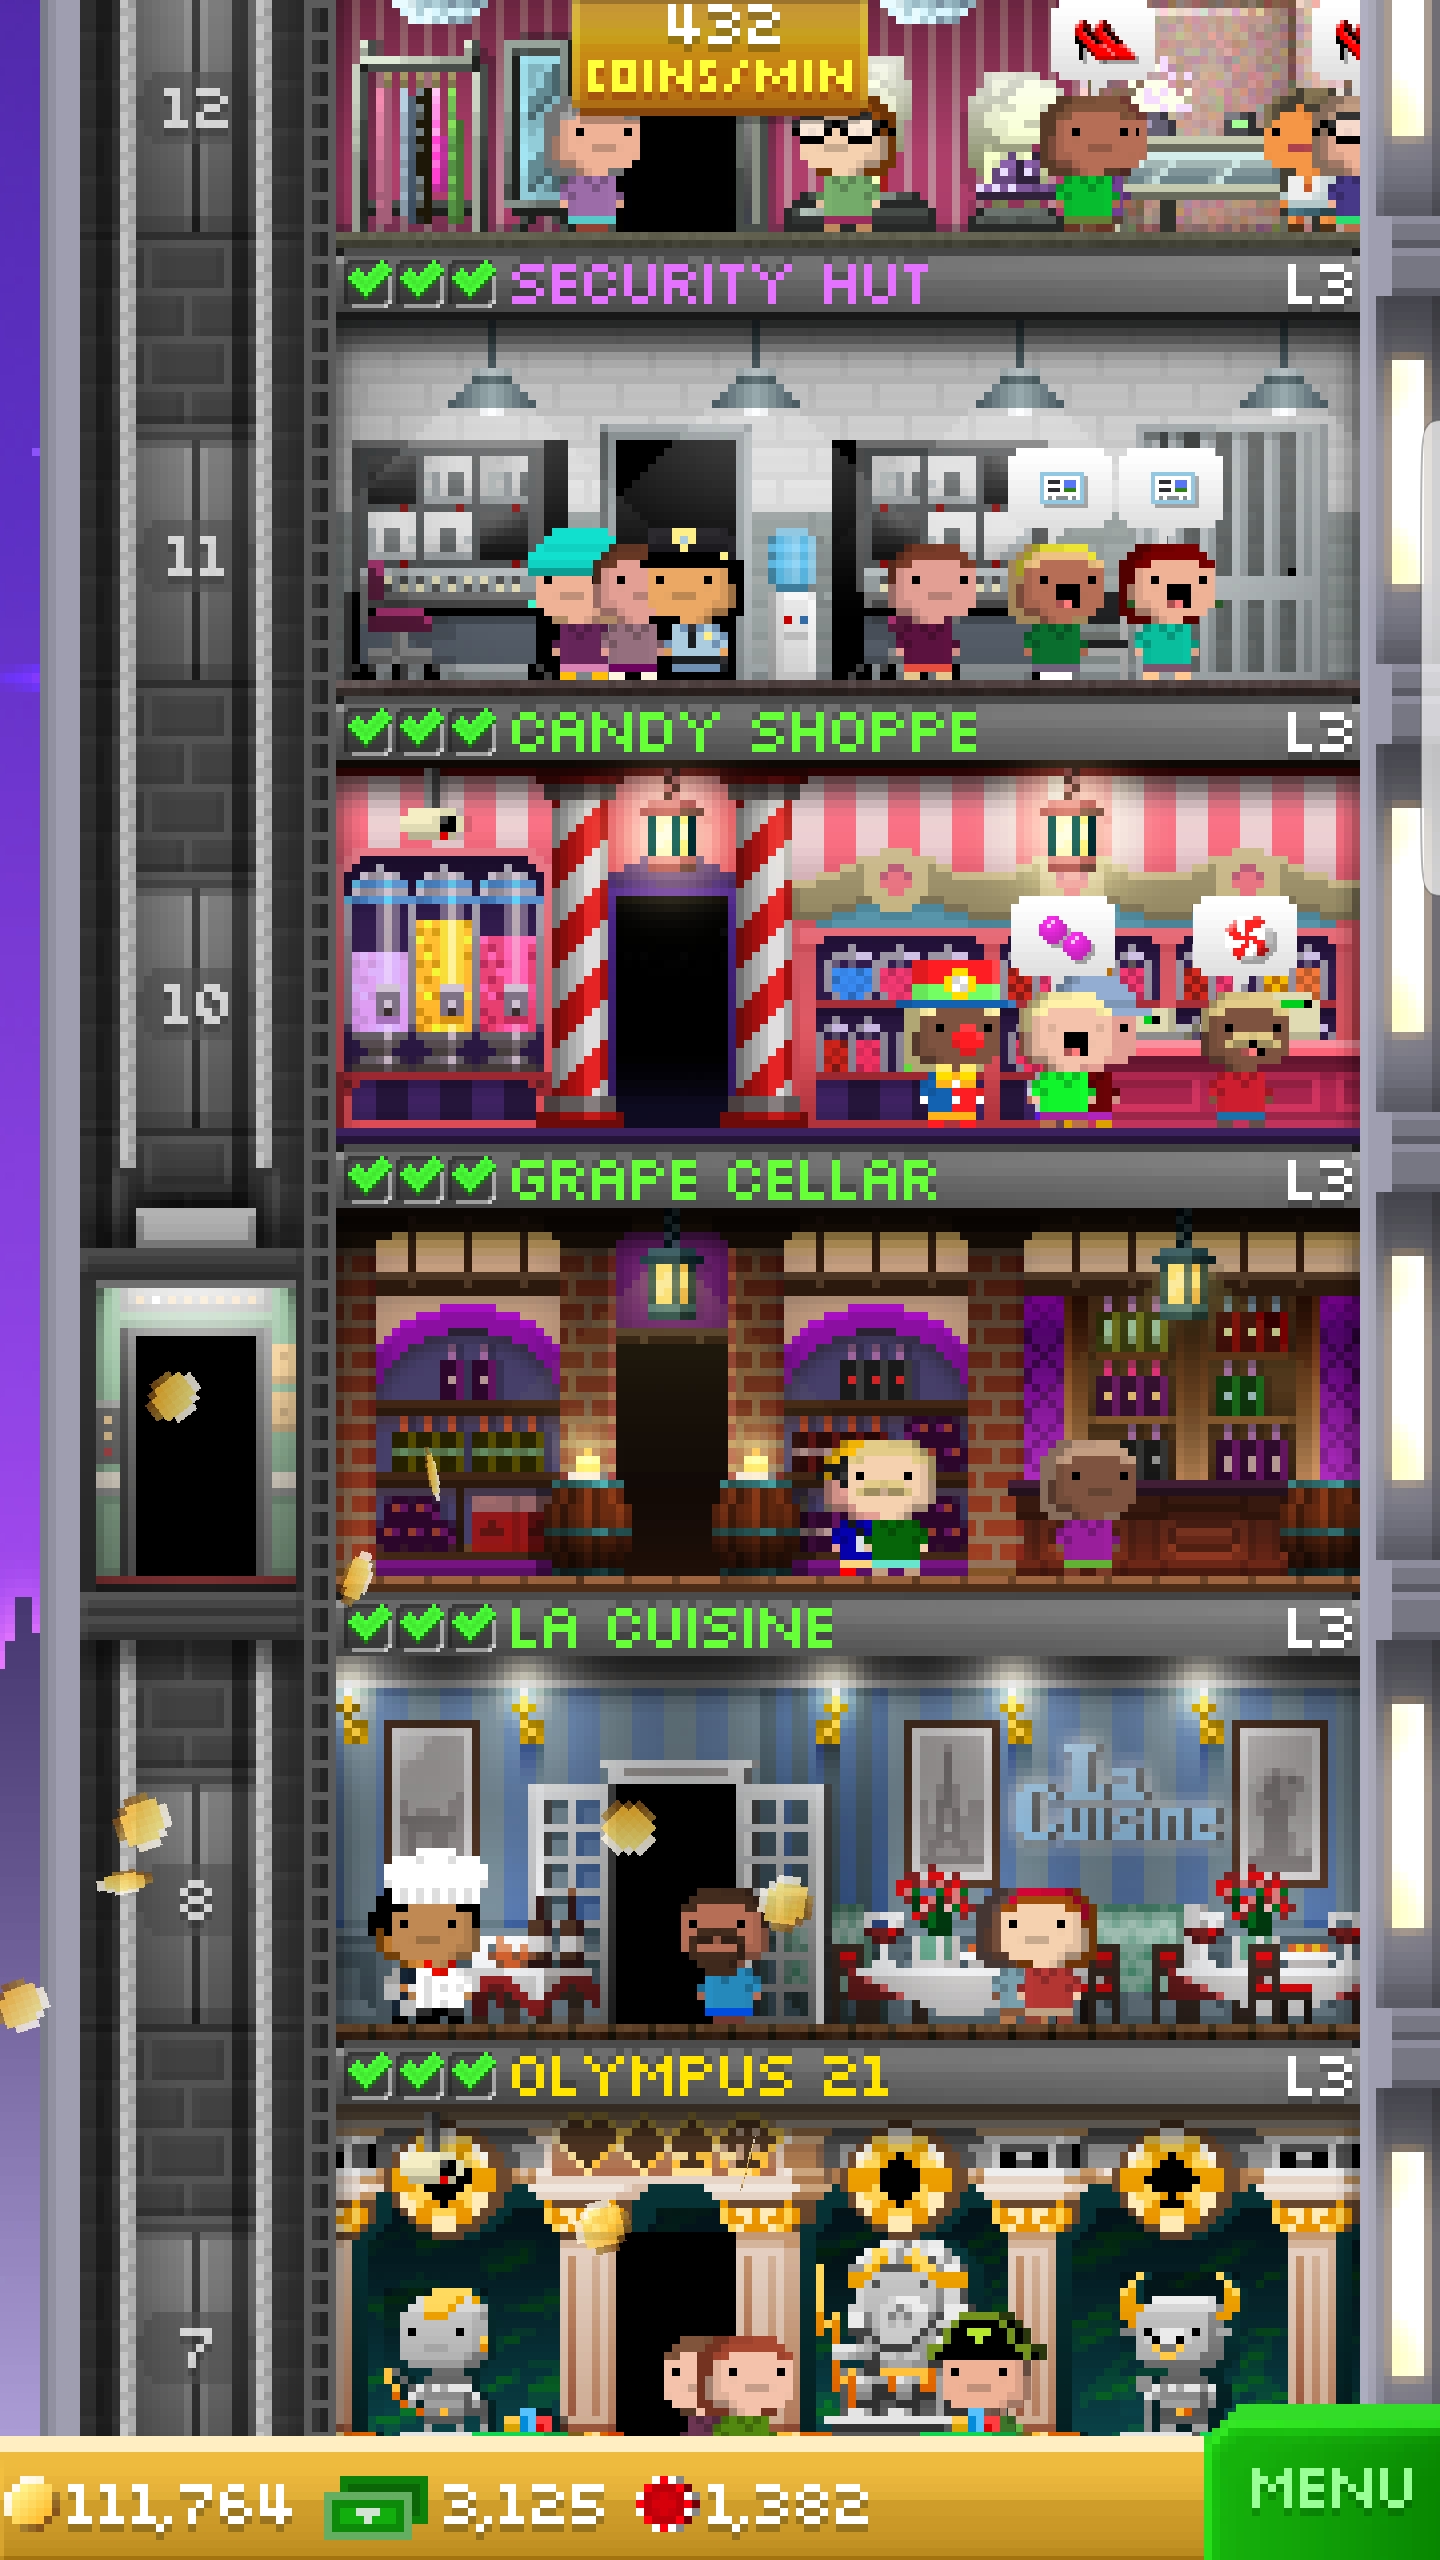 432
COINS/MIN
12
SECURITY HUT L3
11
CANDY SHOPPE L3
10
GRAPE CELLAR L3
LA CUISINE L3
La
Cuisine
8
OLYMPUS 21 L3
7
111,764 3,125 1,382 MENU